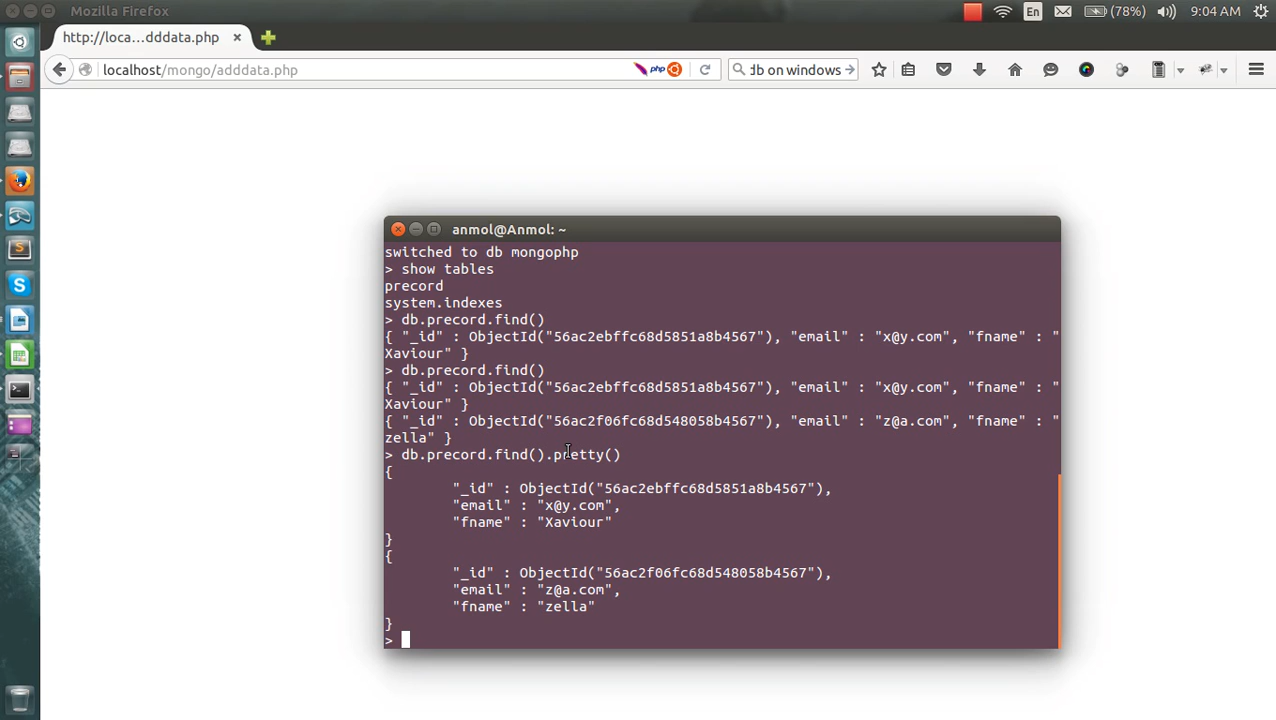 Mozilla Firefox
En
(78%)
9:04 AM
http://loca...dddata.php
localhost/mongo/adddata.php
php
db on windows
anmol@Anmol: ~
switched to db mongophp
> show tables
precord
system.indexes
> db.precord.find()
{ "_id" : ObjectId("56ac2ebffc68d5851a8b4567"), "email" : "x@y.com", "fname" : "
Xaviour" }
> db.precord.find()
{ "_id" : ObjectId("56ac2ebffc68d5851a8b4567"), "email" : "x@y.com", "fname" : "
Xaviour" }
{ "_id" : ObjectId("56ac2f06fc68d548058b4567"), "email" : "z@a.com", "fname" : "
zella" }
> db.precord.find().pretty()
{
"_id" : ObjectId("56ac2ebffc68d5851a8b4567"),
"email" : "x@y.com",
"fname" : "Xaviour"
}
{
"_id" : ObjectId("56ac2f06fc68d548058b4567"),
"email" : "z@a.com",
"fname" : "zella"
}
>